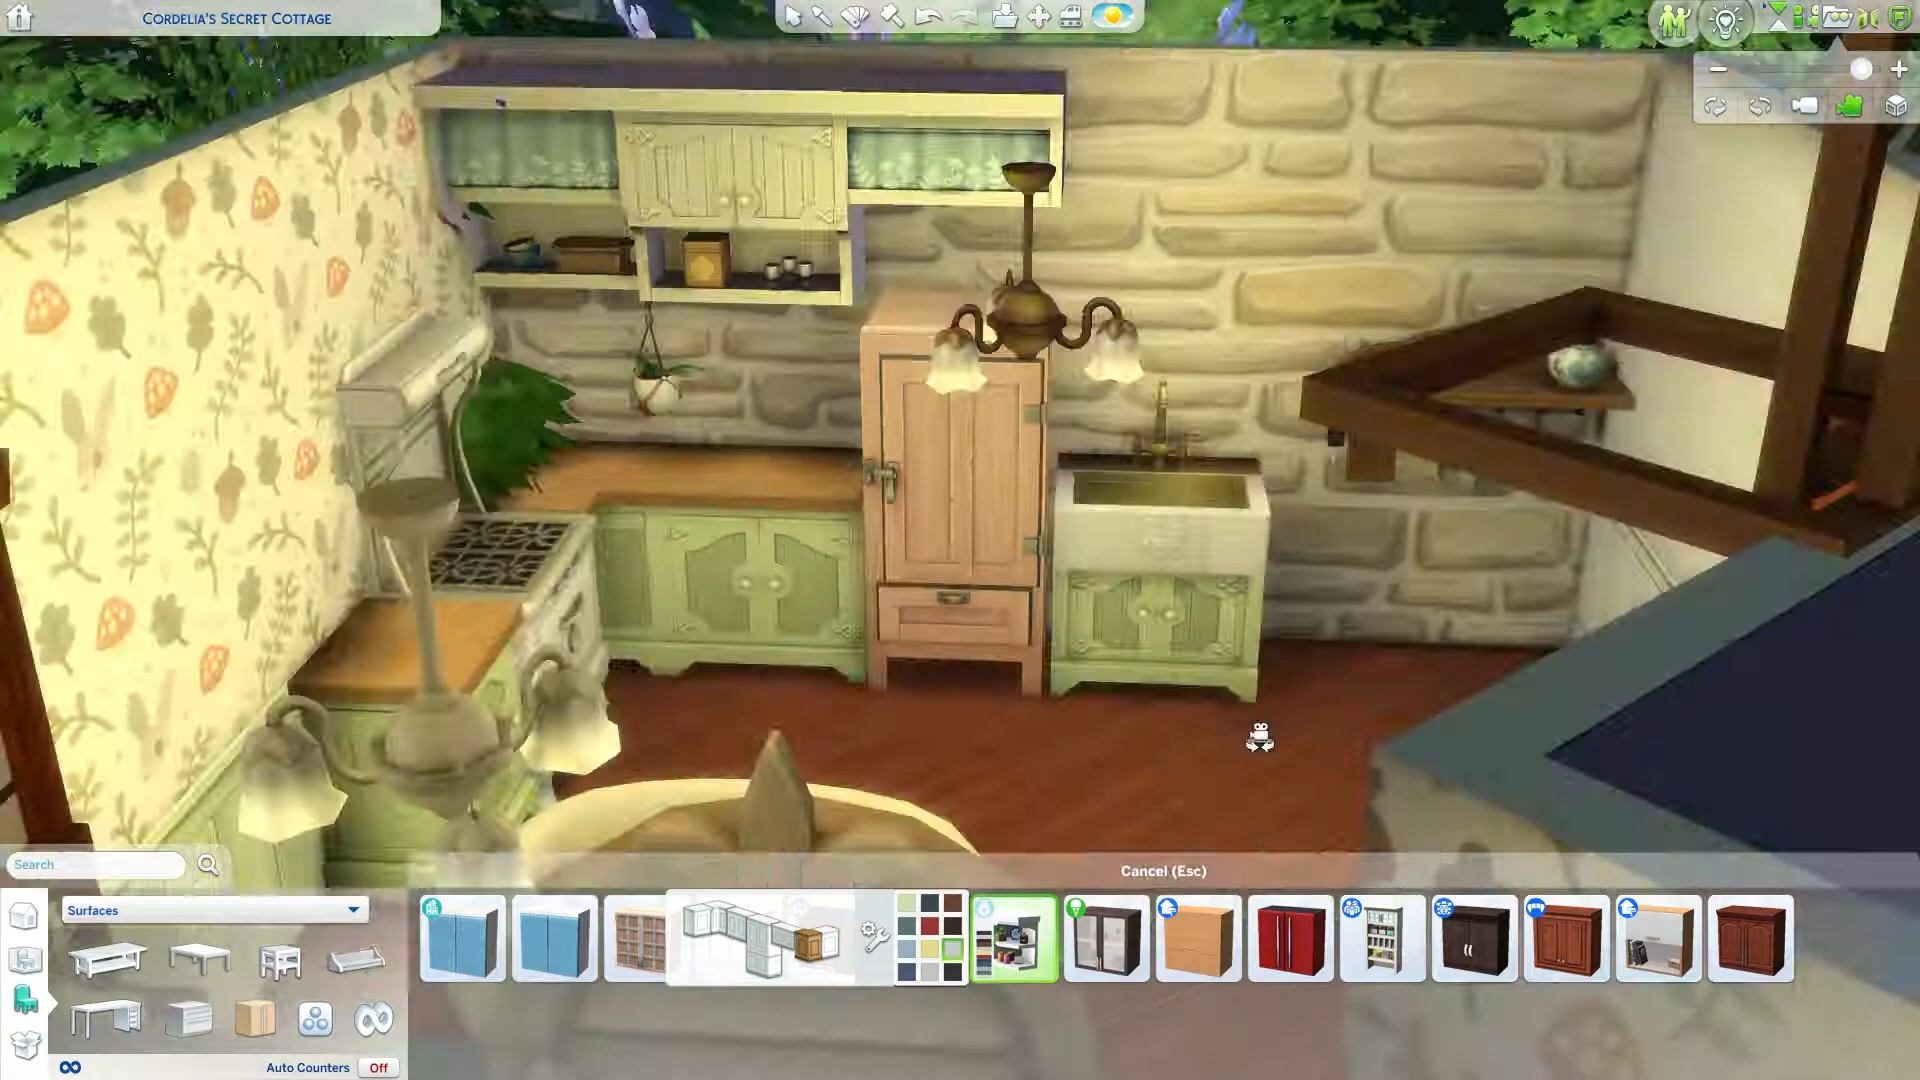 CORDELIA'S SECRET COTTAGE
Search
Cancel (Esc)
Surfaces
Auto Counters
Off